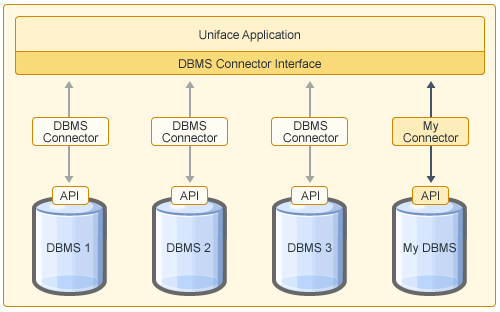 Uniface Application
DBMS Connector Interface
DBMS
Connector
DBMS
Connector
DBMS
Connector
My
Connector
API
API
API
API
DBMS 1
DBMS 2
DBMS 3
My DBMS